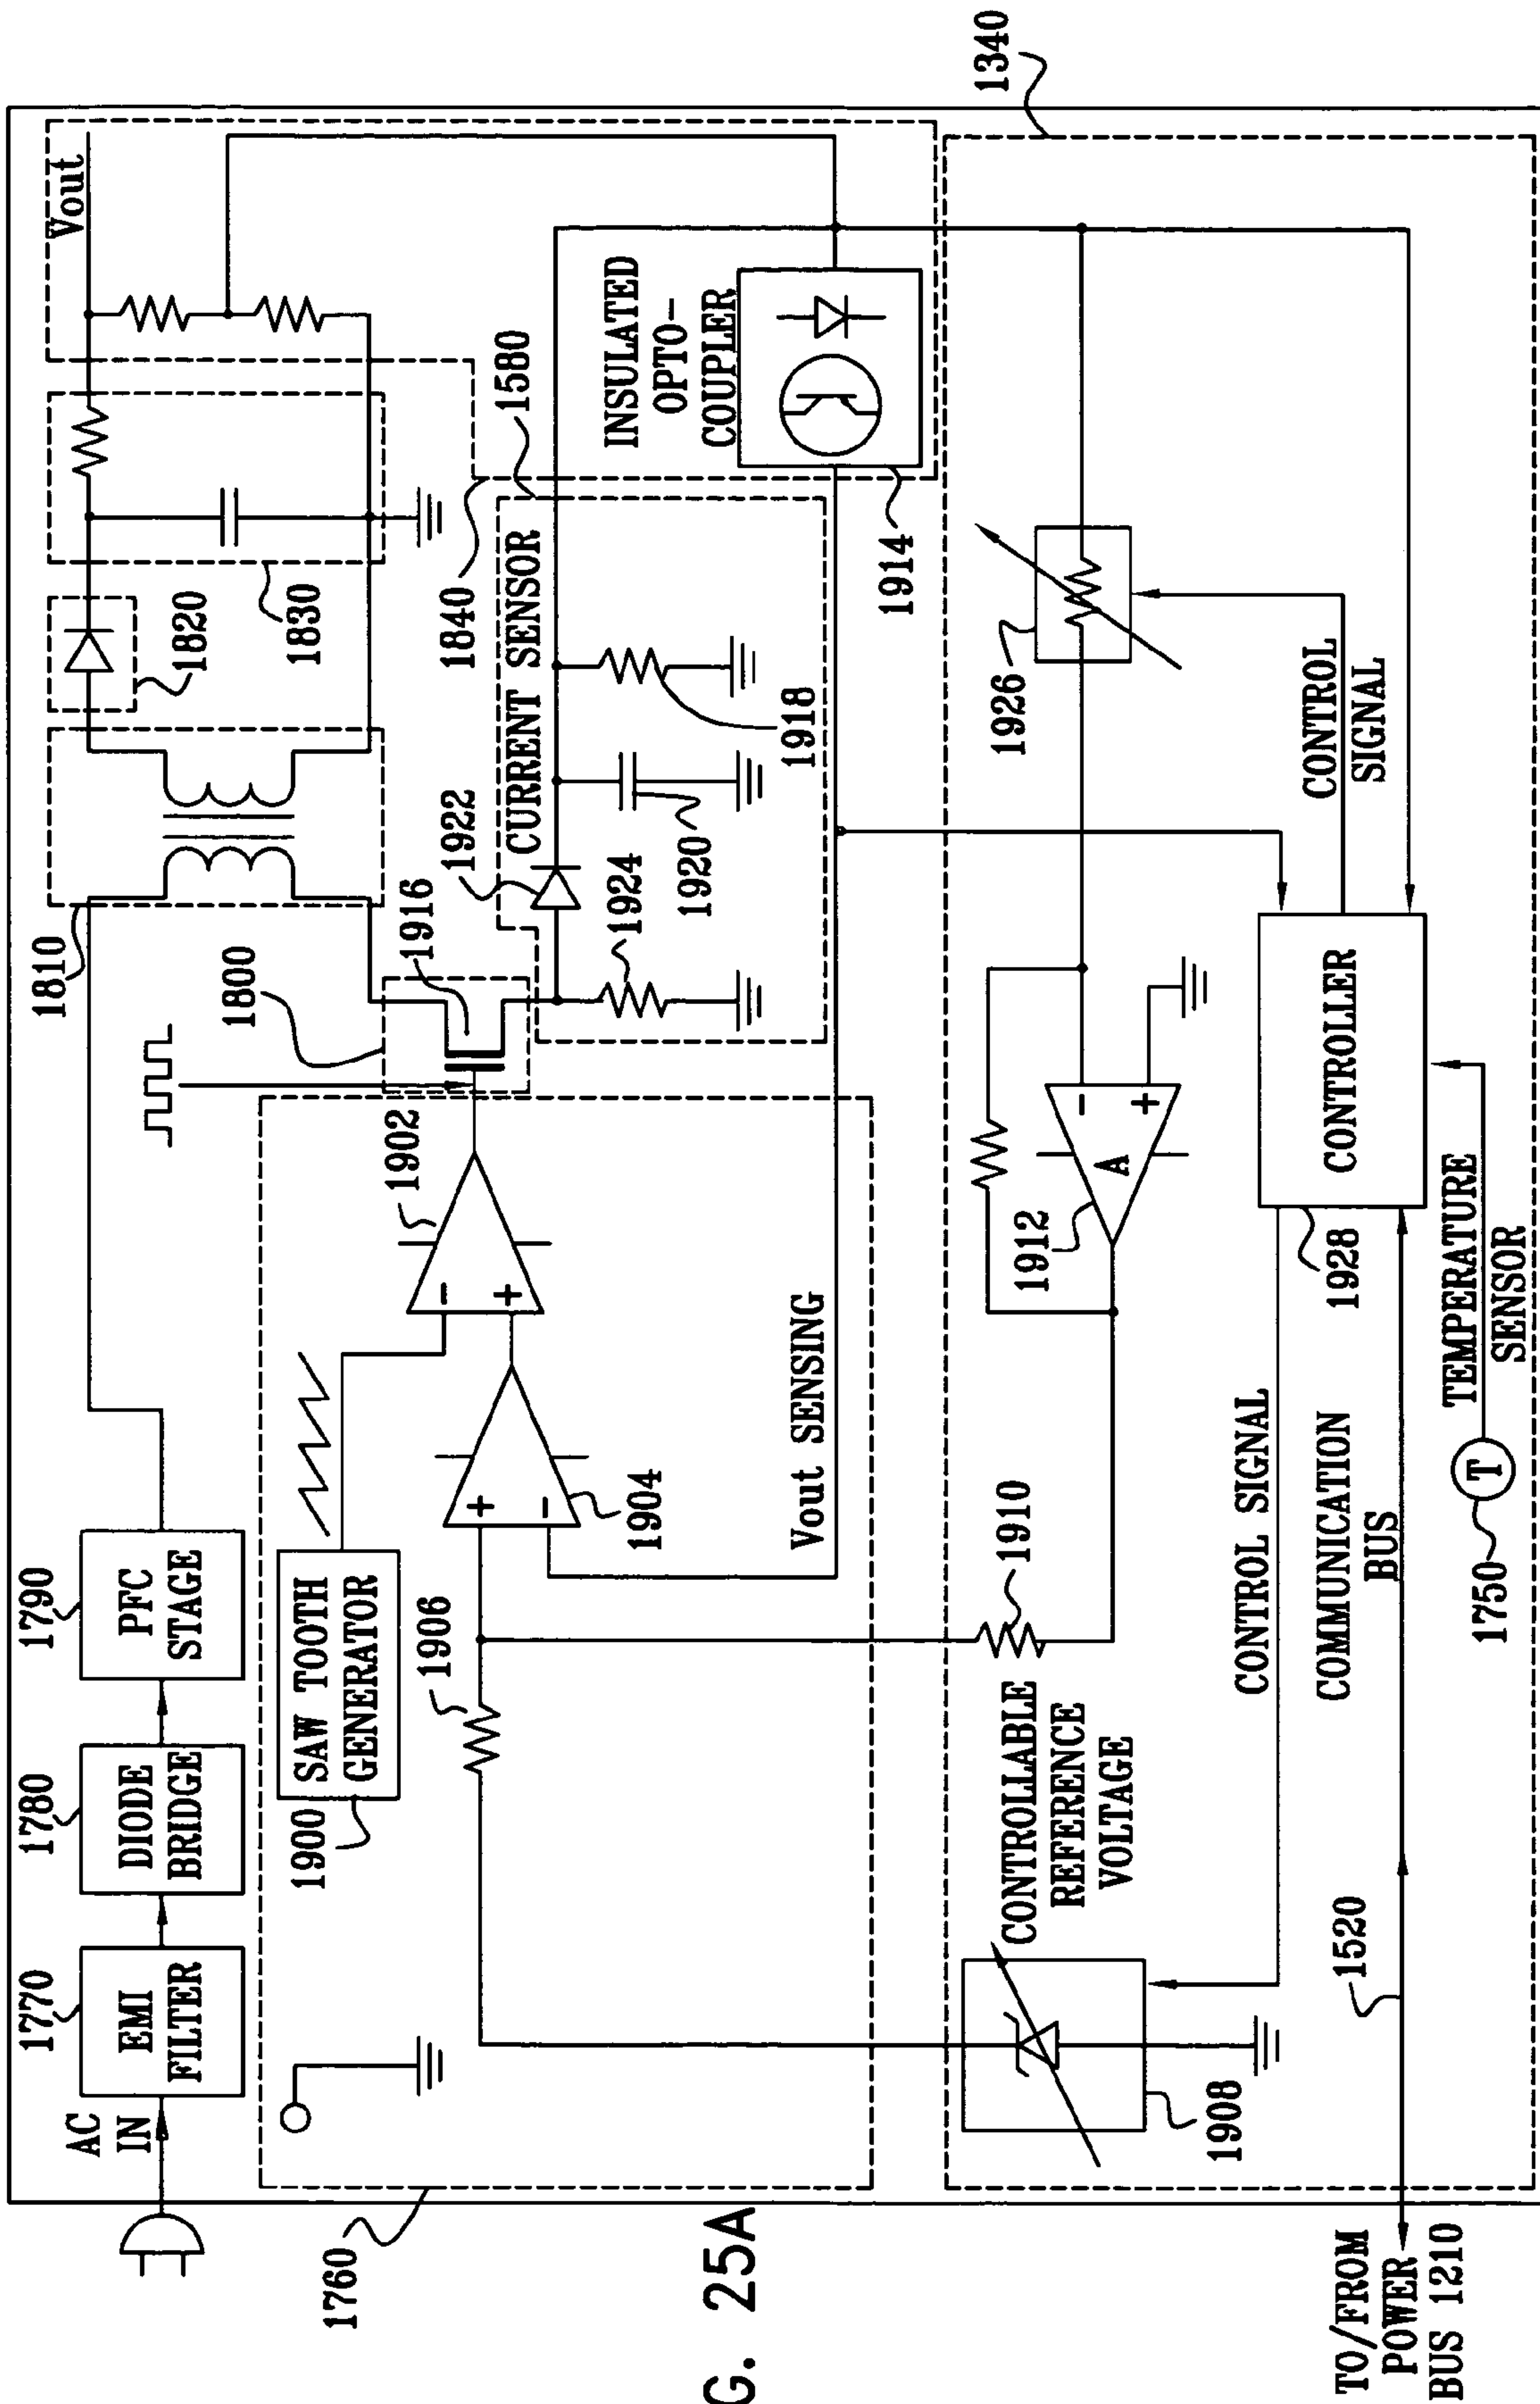 AC
IN
1770
EMI
FILTER
1780
DIODE
BRIDGE
1790
PFC
STAGE
1810
1820
1830
Vout
1760
1900
SAW TOOTH
GENERATOR
1906
+
-
1904
-
+
1902
1800
1916
1922
1924
CURRENT SENSOR
1920
1918
1840
1580
INSULATED
OPTO-
COUPLER
1914
Vout SENSING
1908
CONTROLLABLE
REFERENCE
VOLTAGE
1910
1912
A
-
+
1926
1340
CONTROL SIGNAL
CONTROL
SIGNAL
COMMUNICATION
BUS
1928
CONTROLLER
1520
1750
T
TEMPERATURE
SENSOR
TO/FROM
POWER
BUS 1210
G. 25A